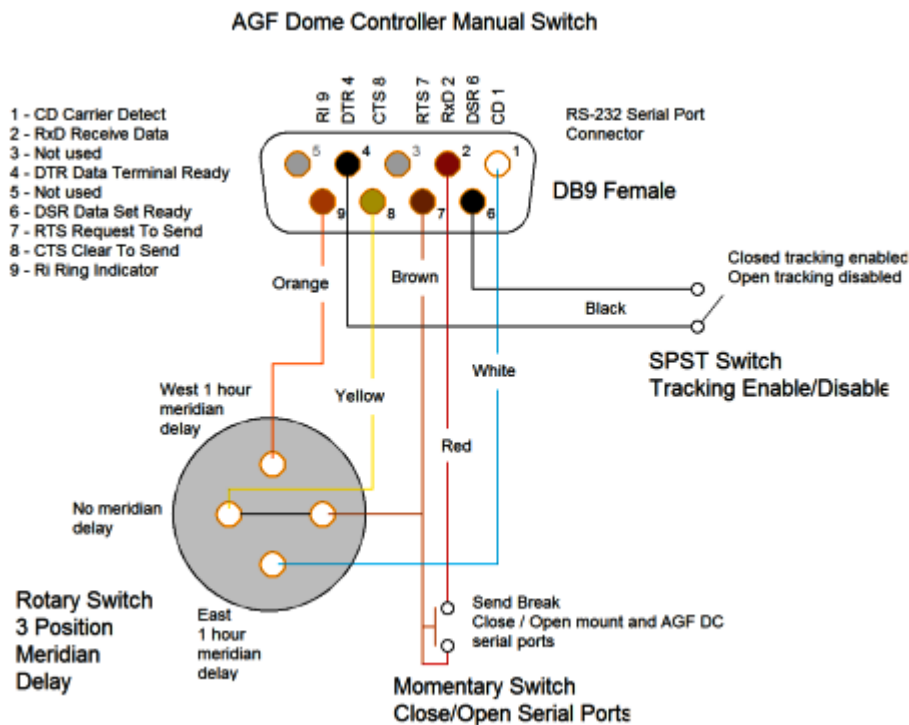 AGF Dome Controller Manual Switch
RI 9
DTR 4
CTS 8
RTS 7
RxD 2
DSR 6
CD 1
1 - CD Carrier Detect
2 - RxD Receive Data
3 - Not used
4 - DTR Data Terminal Ready
5 - Not used
6 - DSR Data Set Ready
7 - RTS Request To Send
8 - CTS Clear To Send
9 - Ri Ring Indicator
RS-232 Serial Port
Connector
5
4
3
2
1
DB9 Female
9
8
7
6
Orange
Brown
Closed tracking enabled
Open tracking disabled
Black
SPST Switch
Tracking Enable/Disable
White
Yellow
Red
West 1 hour
meridian
delay
No meridian
delay
East
1 hour
meridian
delay
Rotary Switch
3 Position
Meridian
Delay
Send Break
Close / Open mount and AGF DC
serial ports
Momentary Switch
Close/Open Serial Ports